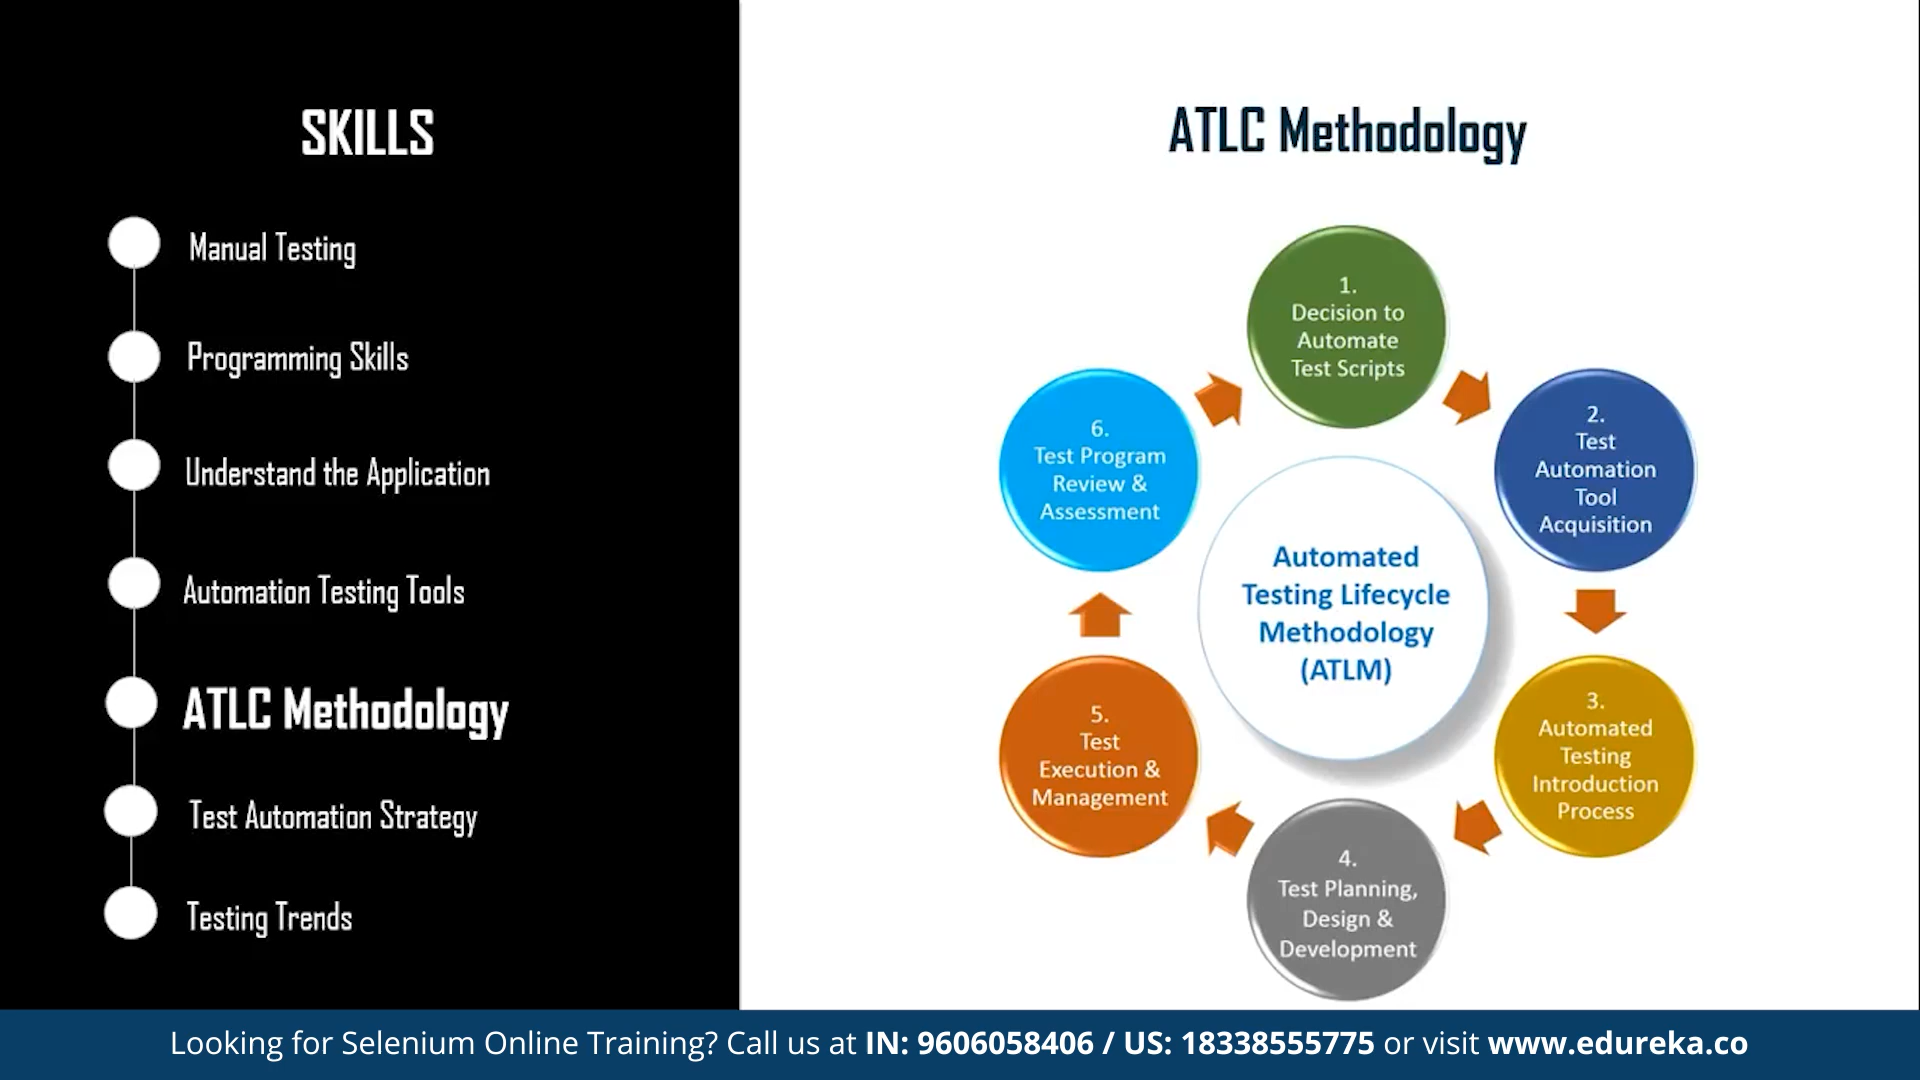 SKILLS
Manual Testing
Programming Skills
Understand the Application
Automation Testing Tools
ATLC Methodology
Test Automation Strategy
Testing Trends
ATLC Methodology
1.
Decision to
Automate
Test Scripts
2.
Test
Automation
Tool
Acquisition
3.
Automated
Testing
Introduction
Process
4.
Test Planning,
Design &
Development
5.
Test
Execution &
Management
6.
Test Program
Review &
Assessment
Automated
Testing Lifecycle
Methodology
(ATLM)
Looking for Selenium Online Training? Call us at IN: 9606058406 / US: 18338555775 or visit www.edureka.co